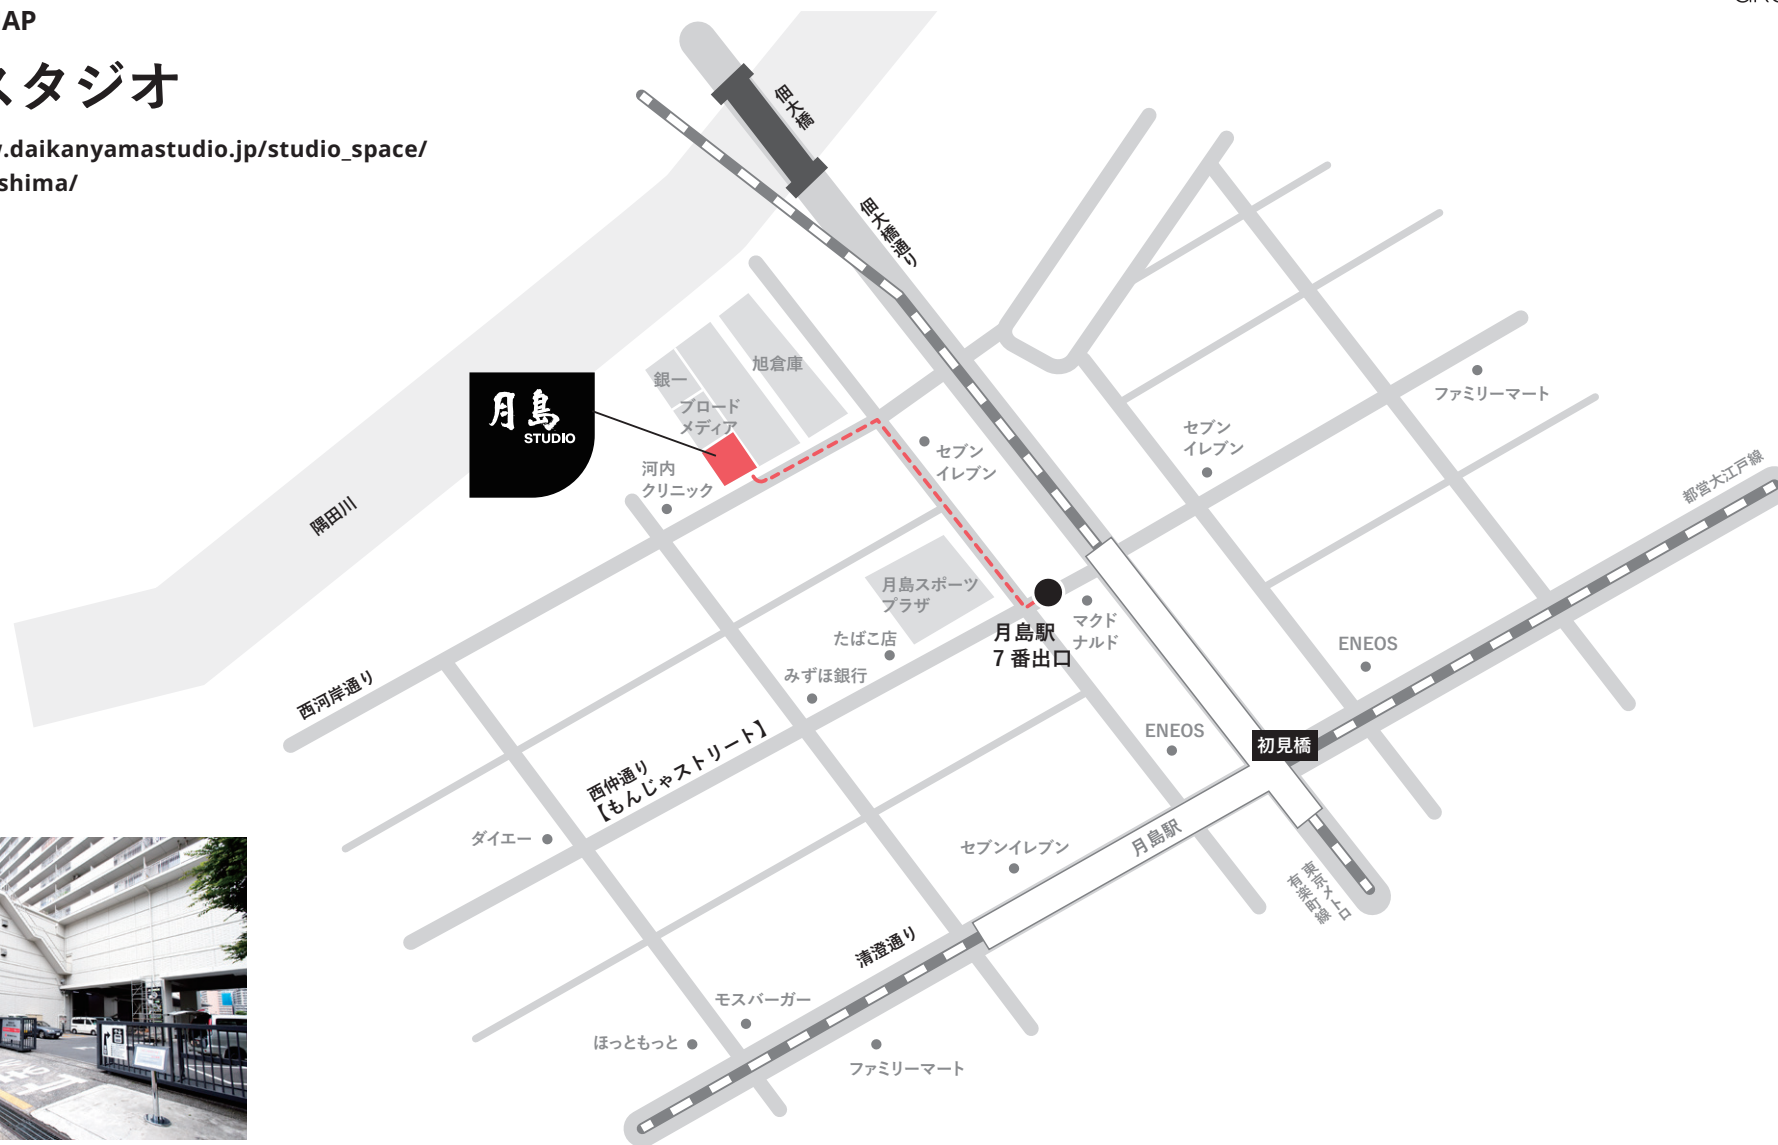 AP
スタジオ
.daikanyamastudio.jp/studio_space/
shima/
佃大橋
佃大橋通り
旭倉庫
銀一
ブロード
メディア
月島
STUDIO
河内
クリニック
セブン
イレブン
セブン
イレブン
ファミリーマート
都営大江戸線
隅田川
月島スポーツ
プラザ
たばこ店
みずほ銀行
月島駅
7 番出口
マクド
ナルド
ENEOS
ENEOS
初見橋
西河岸通り
西仲通り
【もんじゃストリート】
ダイエー
セブンイレブン
月島駅
東京メトロ
有楽町線
清澄通り
モスバーガー
ほっともっと
ファミリーマート